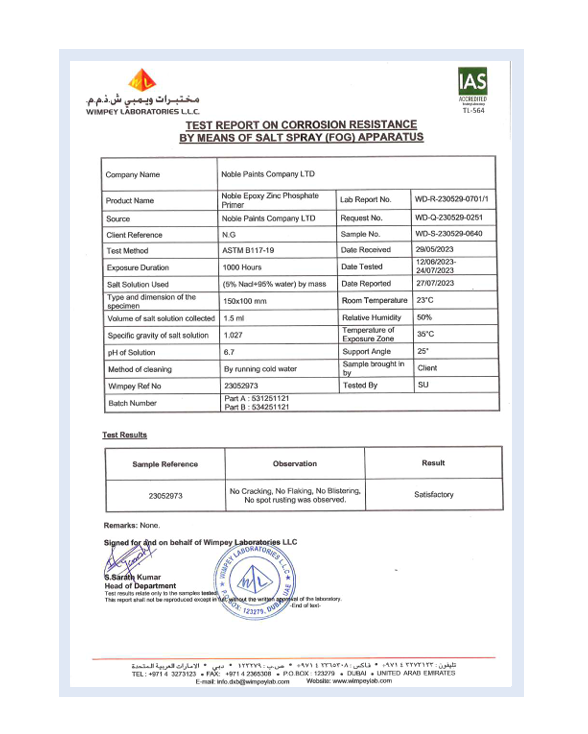 مختبرات ويمبي ش.ذ.م.م.
WIMPEY LABORATORIES L.L.C.
IAS
ACCREDITED
TL-564
TEST REPORT ON CORROSION RESISTANCE
BY MEANS OF SALT SPRAY (FOG) APPARATUS
Company Name Noble Paints Company LTD
Product Name Noble Epoxy Zinc Phosphate Primer Lab Report No. WD-R-230529-0701/1
Source Noble Paints Company LTD Request No. WD-Q-230529-0251
Client Reference N.G Sample No. WD-S-230529-0640
Test Method ASTM B117-19 Date Received 29/05/2023
Exposure Duration 1000 Hours Date Tested 12/06/2023-24/07/2023
Salt Solution Used (5% Nacl+95% water) by mass Date Reported 27/07/2023
Type and dimension of the specimen 150x100 mm Room Temperature 23°C
Volume of salt solution collected 1.5 ml Relative Humidity 50%
Specific gravity of salt solution 1.027 Temperature of Exposure Zone 35°C
pH of Solution 6.7 Support Angle 25°
Method of cleaning By running cold water Sample brought in by Client
Wimpey Ref No 23052973 Tested By SU
Batch Number Part A : 531251121
Part B : 534251121
Test Results
Sample Reference Observation Result
23052973 No Cracking, No Flaking, No Blistering, No spot rusting was observed. Satisfactory
Remarks: None.
Signed for and on behalf of Wimpey Laboratories LLC
S.Sarath Kumar
Head of Department
Test results relate only to the samples tested
This report shall not be reproduced except in full, without the written approval of the laboratory.
-End of text-
WIMPEY LABORATORIES L.L.C
P.O.BOX: 123279, DUBAI UAE
WL
تليفون : ٣٢٧٣١٢٣ ٤ ٩٧١+ * فاكس : ٢٣٦٥٣٠٨ ٤ ٩٧١+ * ص.ب : ١٢٣٢٧٩ * دبي * الامارات العربية المتحدة
TEL: +971 4 3273123 * FAX: +971 4 2365308 * P.O.BOX : 123279 * DUBAI * UNITED ARAB EMIRATES
E-mail: info.dxb@wimpeylab.com Website: www.wimpeylab.com